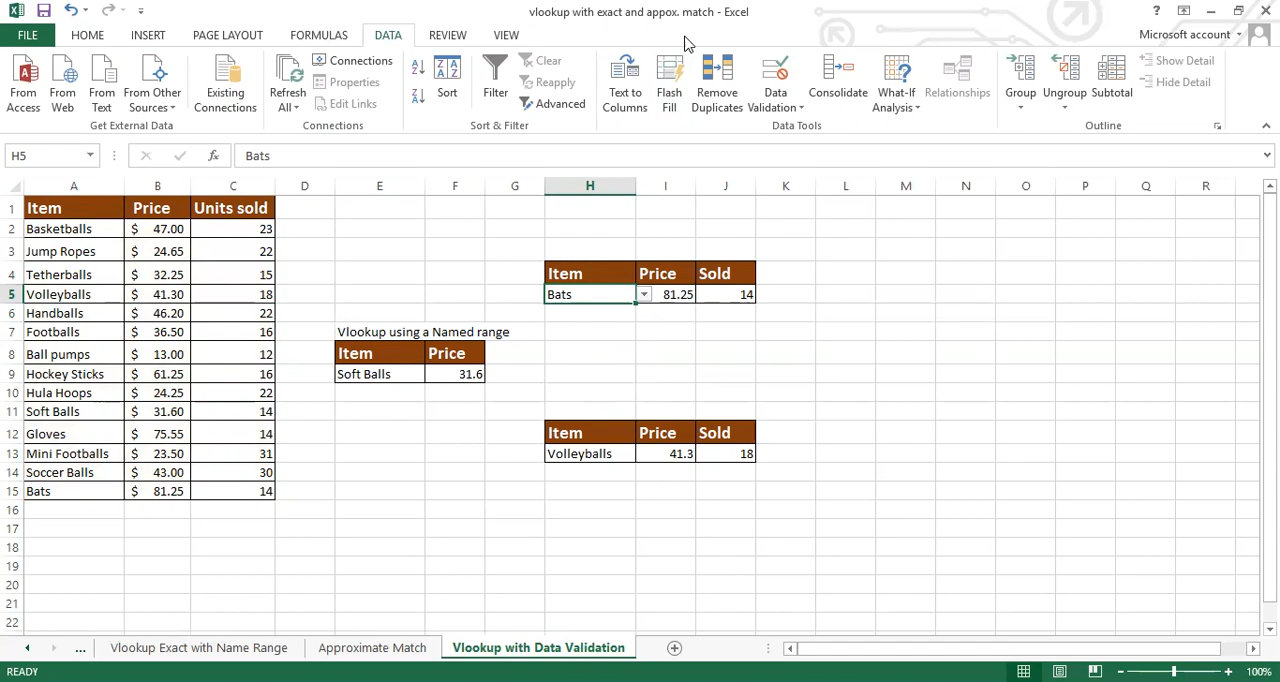 vlookup with exact and appox. match - Excel
?
FILE HOME INSERT PAGE LAYOUT FORMULAS DATA REVIEW VIEW Microsoft account
From Access
From Web
From Text
From Other Sources
Existing Connections
Refresh All
Connections
Properties
Edit Links
Sort
Filter
Clear
Reapply
Advanced
Text to Columns
Flash Fill
Remove Duplicates
Data Validation
Consolidate
What-If Analysis
Relationships
Group
Ungroup
Subtotal
Show Detail
Hide Detail
Get External Data Connections Sort & Filter Data Tools Outline
H5 fx Bats
A B C D E F G H I J K L M N O P Q R
1 Item Price Units sold
2 Basketballs $ 47.00 23
3 Jump Ropes $ 24.65 22
4 Tetherballs $ 32.25 15 Item Price Sold
5 Volleyballs $ 41.30 18 Bats 81.25 14
6 Handballs $ 46.20 22
7 Footballs $ 36.50 16 Vlookup using a Named range
8 Ball pumps $ 13.00 12 Item Price
9 Hockey Sticks $ 61.25 16 Soft Balls 31.6
10 Hula Hoops $ 24.25 22
11 Soft Balls $ 31.60 14
12 Gloves $ 75.55 14 Item Price Sold
13 Mini Footballs $ 23.50 31 Volleyballs 41.3 18
14 Soccer Balls $ 43.00 30
15 Bats $ 81.25 14
16
17
18
19
20
21
22
... Vlookup Exact with Name Range Approximate Match Vlookup with Data Validation
READY 100%